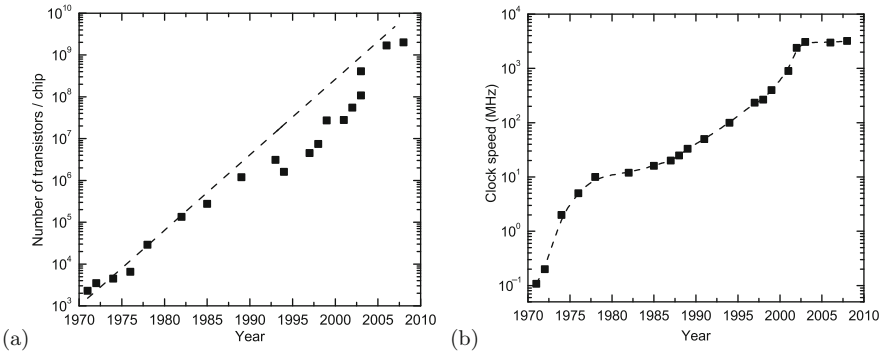 10^10
10^9
10^8
10^7
10^6
10^5
10^4
10^3
Number of transistors / chip
1970 1975 1980 1985 1990 1995 2000 2005 2010
Year
(a)
10^4
10^3
10^2
10^1
10^0
10^-1
Clock speed (MHz)
1970 1975 1980 1985 1990 1995 2000 2005 2010
Year
(b)